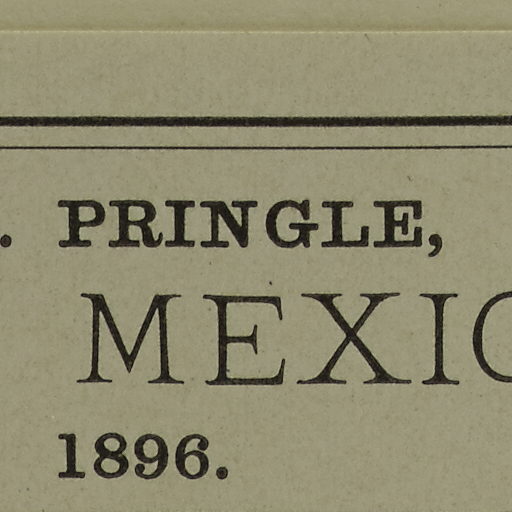 . PRINGLE,
MEXIC
1896.